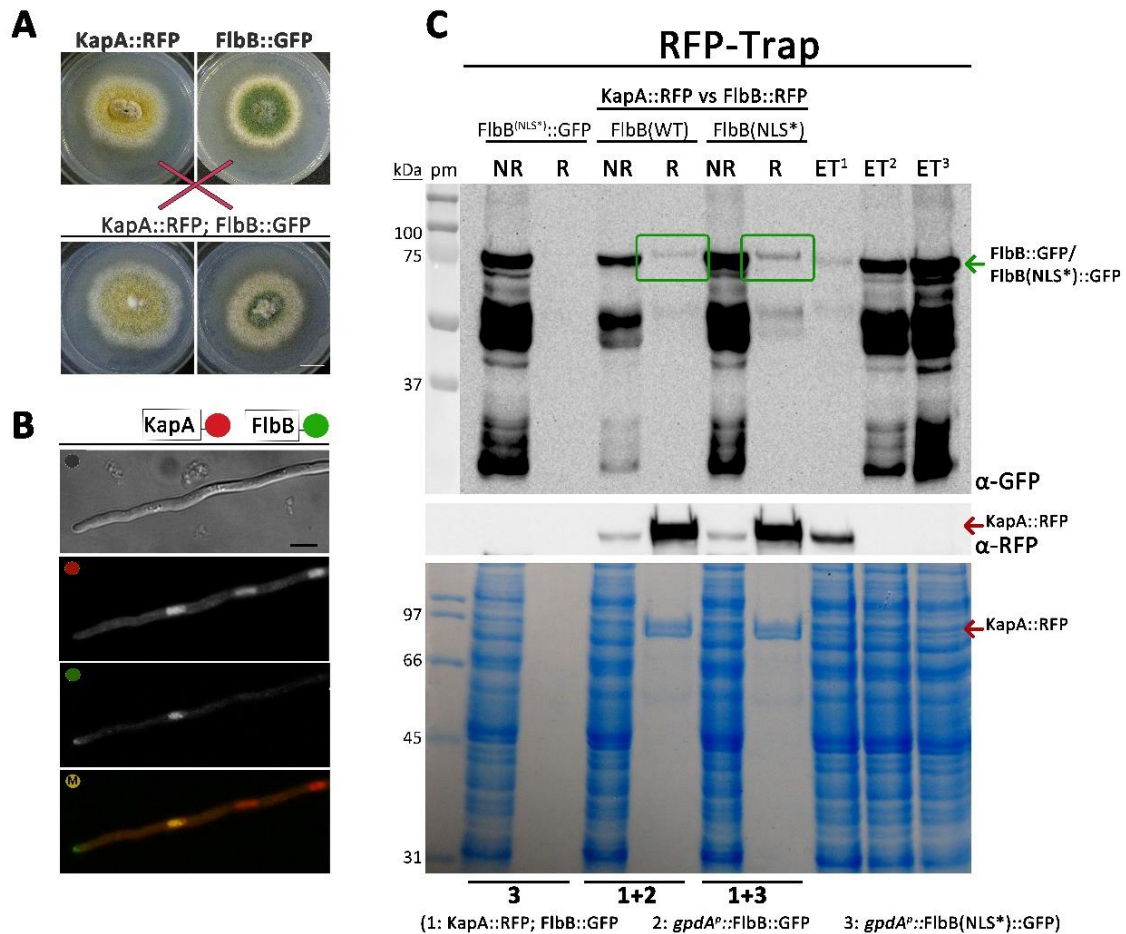 A
KapA::RFP FlbB::GFP
KapA::RFP; FlbB::GFP
B
KapA FlbB
M
C
RFP-Trap
KapA::RFP vs FlbB::RFP
FlbB(NLS*)::GFP FlbB(WT) FlbB(NLS*)
kDa pm NR R NR R NR R ET1 ET2 ET3
100
75
37
FlbB::GFP/
FlbB(NLS*)::GFP
α-GFP
KapA::RFP
α-RFP
97
66
45
31
KapA::RFP
3 1+2 1+3
(1: KapA::RFP; FlbB::GFP 2: gpdAp::FlbB::GFP 3: gpdAp::FlbB(NLS*)::GFP)